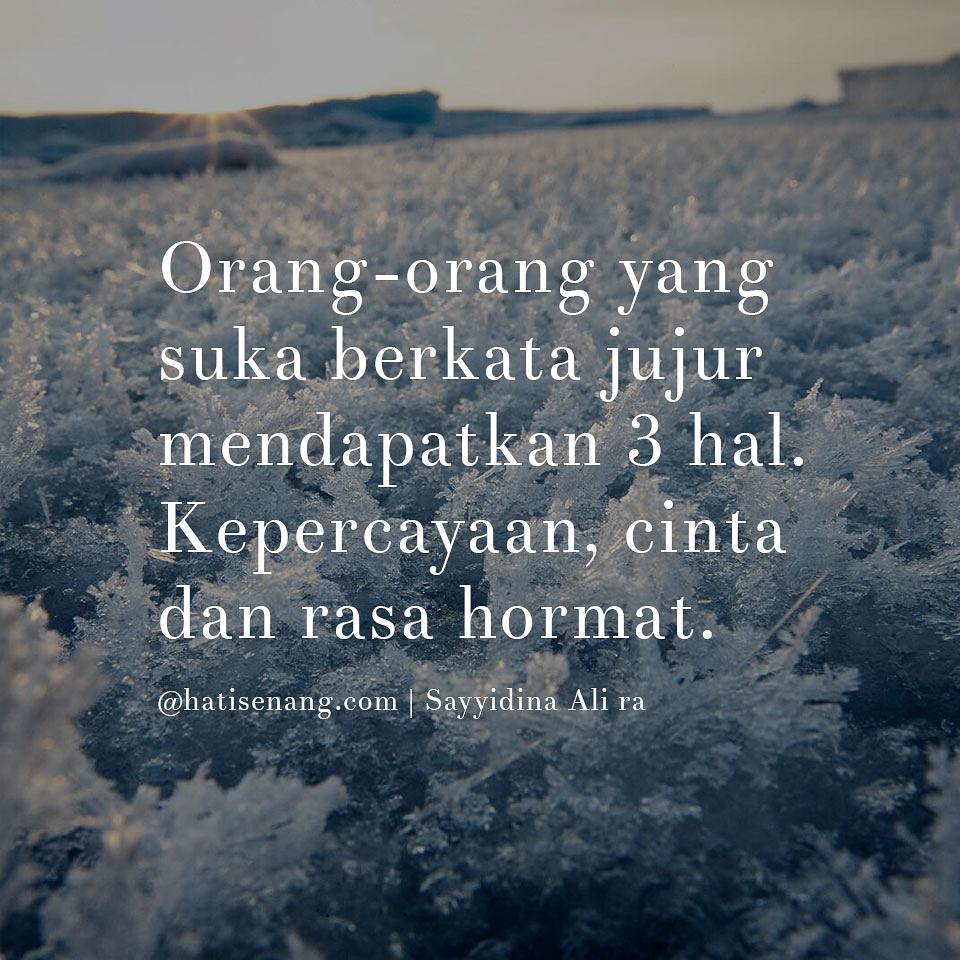 Orang-orang yang
suka berkata jujur
mendapatkan 3 hal.
Kepercayaan, cinta
dan rasa hormat.
@hatisenang.com | Sayyidina Ali ra